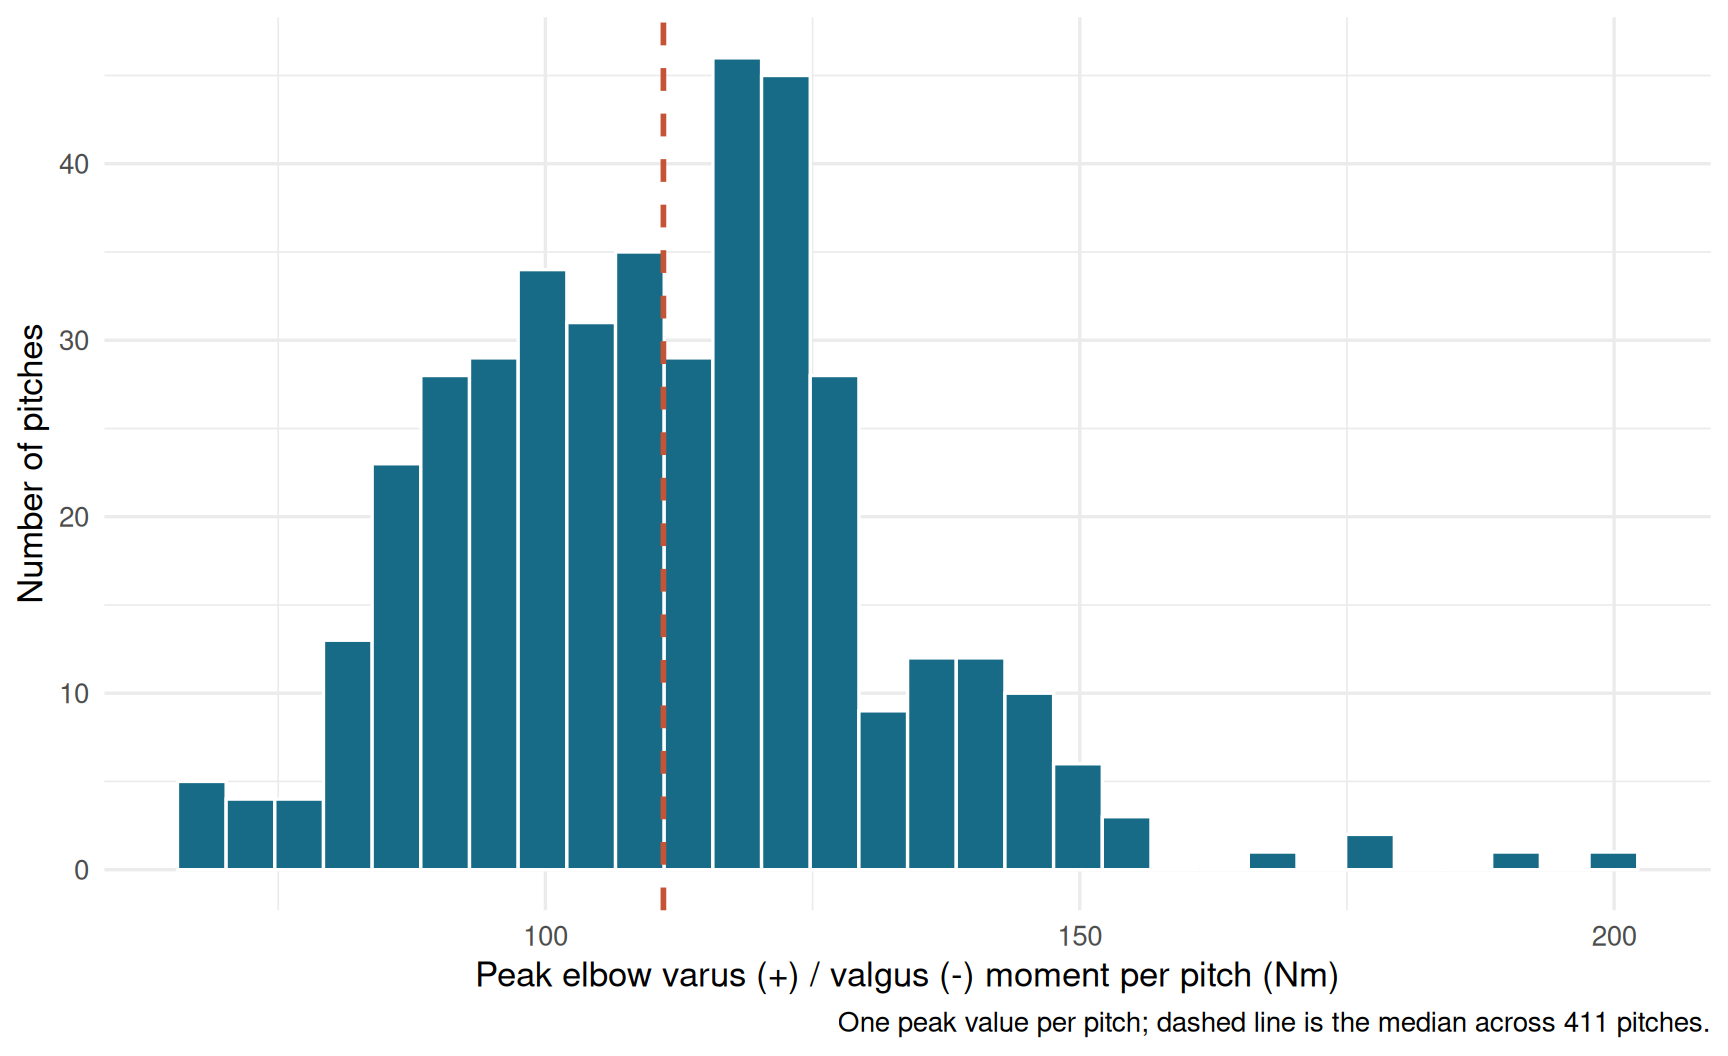 Number of pitches
40
30
20
10
0
100
150
200
Peak elbow varus (+) / valgus (-) moment per pitch (Nm)
One peak value per pitch; dashed line is the median across 411 pitches.